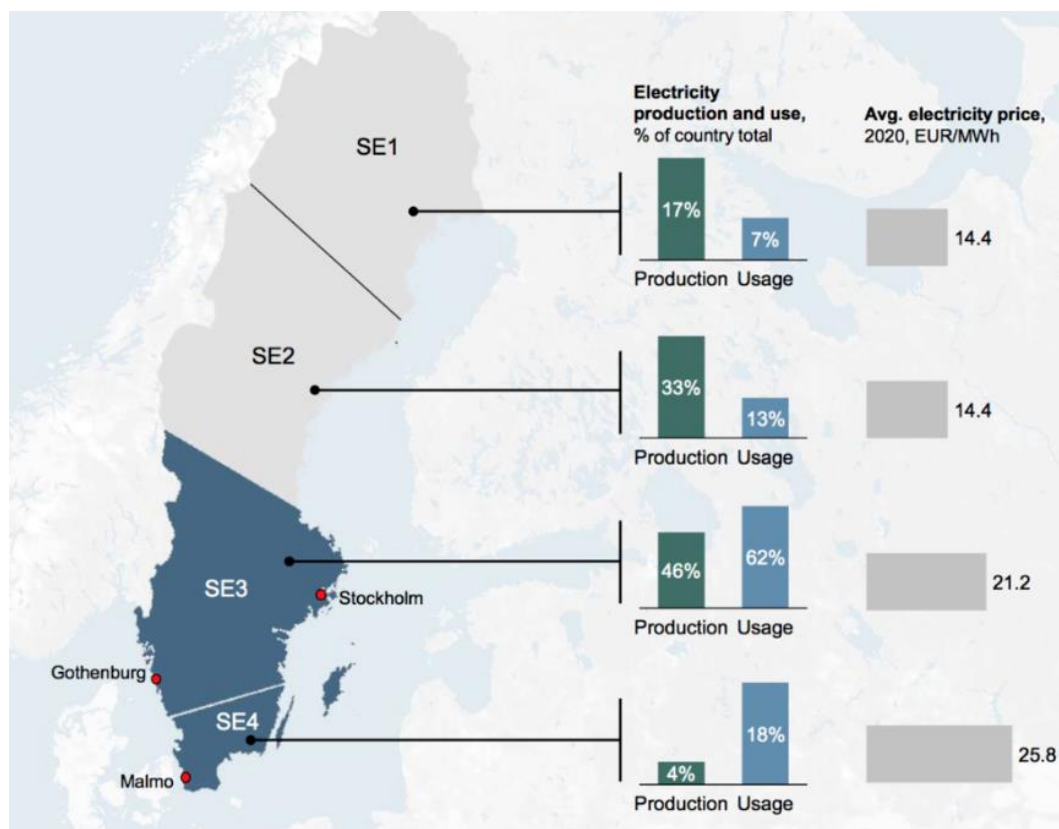 Electricity
production and use,
% of country total
Avg. electricity price,
2020, EUR/MWh
SE1
17%
7%
14.4
Production Usage
SE2
33%
13%
14.4
Production Usage
SE3
46%
62%
21.2
Stockholm
Production Usage
Gothenburg
SE4
18%
4%
25.8
Malmo
Production Usage